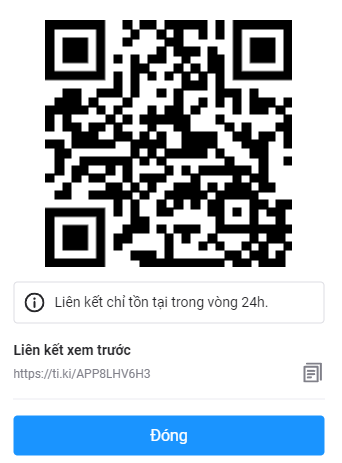 Liên kết chỉ tồn tại trong vòng 24h.
Liên kết xem trước
https://ti.ki/APP8LHV6H3
Đóng